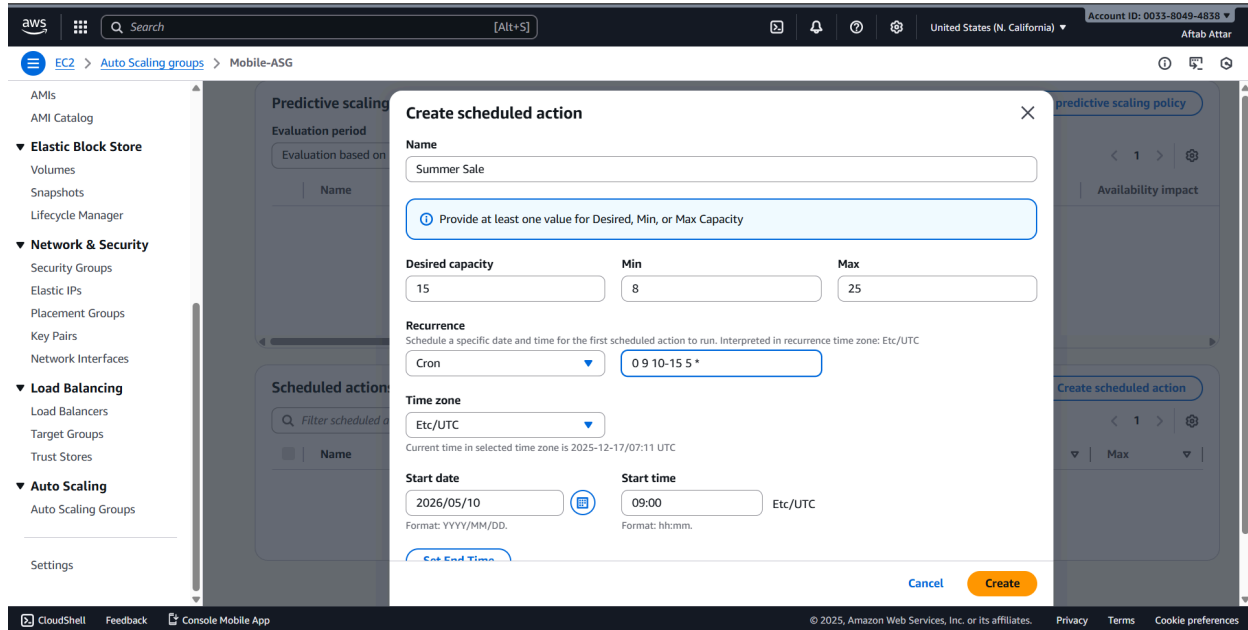 aws
Search [Alt+S]
United States (N. California)
Account ID: 0033-8049-4838
Aftab Attar
EC2 > Auto Scaling groups > Mobile-ASG
AMIs
AMI Catalog
Elastic Block Store
Volumes
Snapshots
Lifecycle Manager
Network & Security
Security Groups
Elastic IPs
Placement Groups
Key Pairs
Network Interfaces
Load Balancing
Load Balancers
Target Groups
Trust Stores
Auto Scaling
Auto Scaling Groups
Settings
Predictive scaling
predictive scaling policy
Evaluation period
Evaluation based on
< 1 >
Name
Availability impact
Scheduled action
Create scheduled action
Filter scheduled a
< 1 >
Name
Max
Create scheduled action
Name
Summer Sale
Provide at least one value for Desired, Min, or Max Capacity
Desired capacity Min Max
15 8 25
Recurrence
Schedule a specific date and time for the first scheduled action to run. Interpreted in recurrence time zone: Etc/UTC
Cron 0 9 10-15 5 *
Time zone
Etc/UTC
Current time in selected time zone is 2025-12-17/07:11 UTC
Start date Start time
2026/05/10 09:00 Etc/UTC
Format: YYYY/MM/DD. Format: hh:mm.
Set End Time
Cancel Create
CloudShell Feedback Console Mobile App © 2025, Amazon Web Services, Inc. or its affiliates. Privacy Terms Cookie preferences